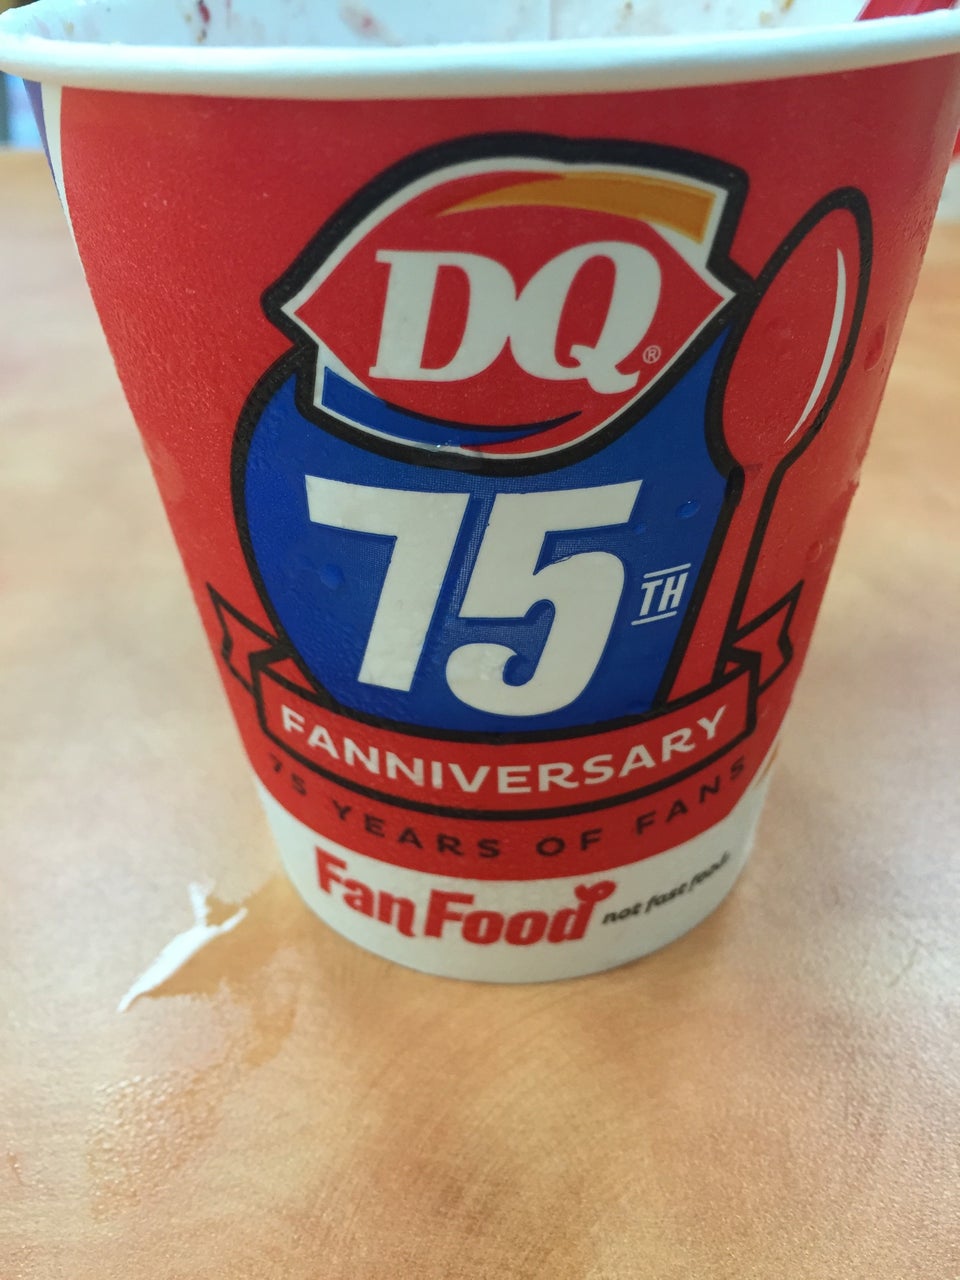 DQ®
75TH
FANNIVERSARY
75 YEARS OF FANS
FanFood not fast food.